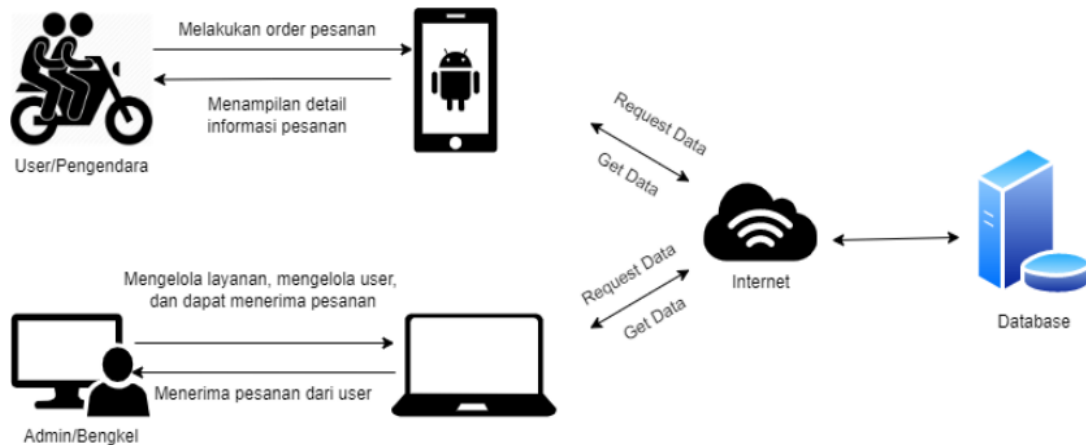 Melakukan order pesanan
Menampilan detail
informasi pesanan
User/Pengendara
Request Data
Get Data
Internet
Database
Mengelola layanan, mengelola user,
dan dapat menerima pesanan
Request Data
Get Data
Menerima pesanan dari user
Admin/Bengkel